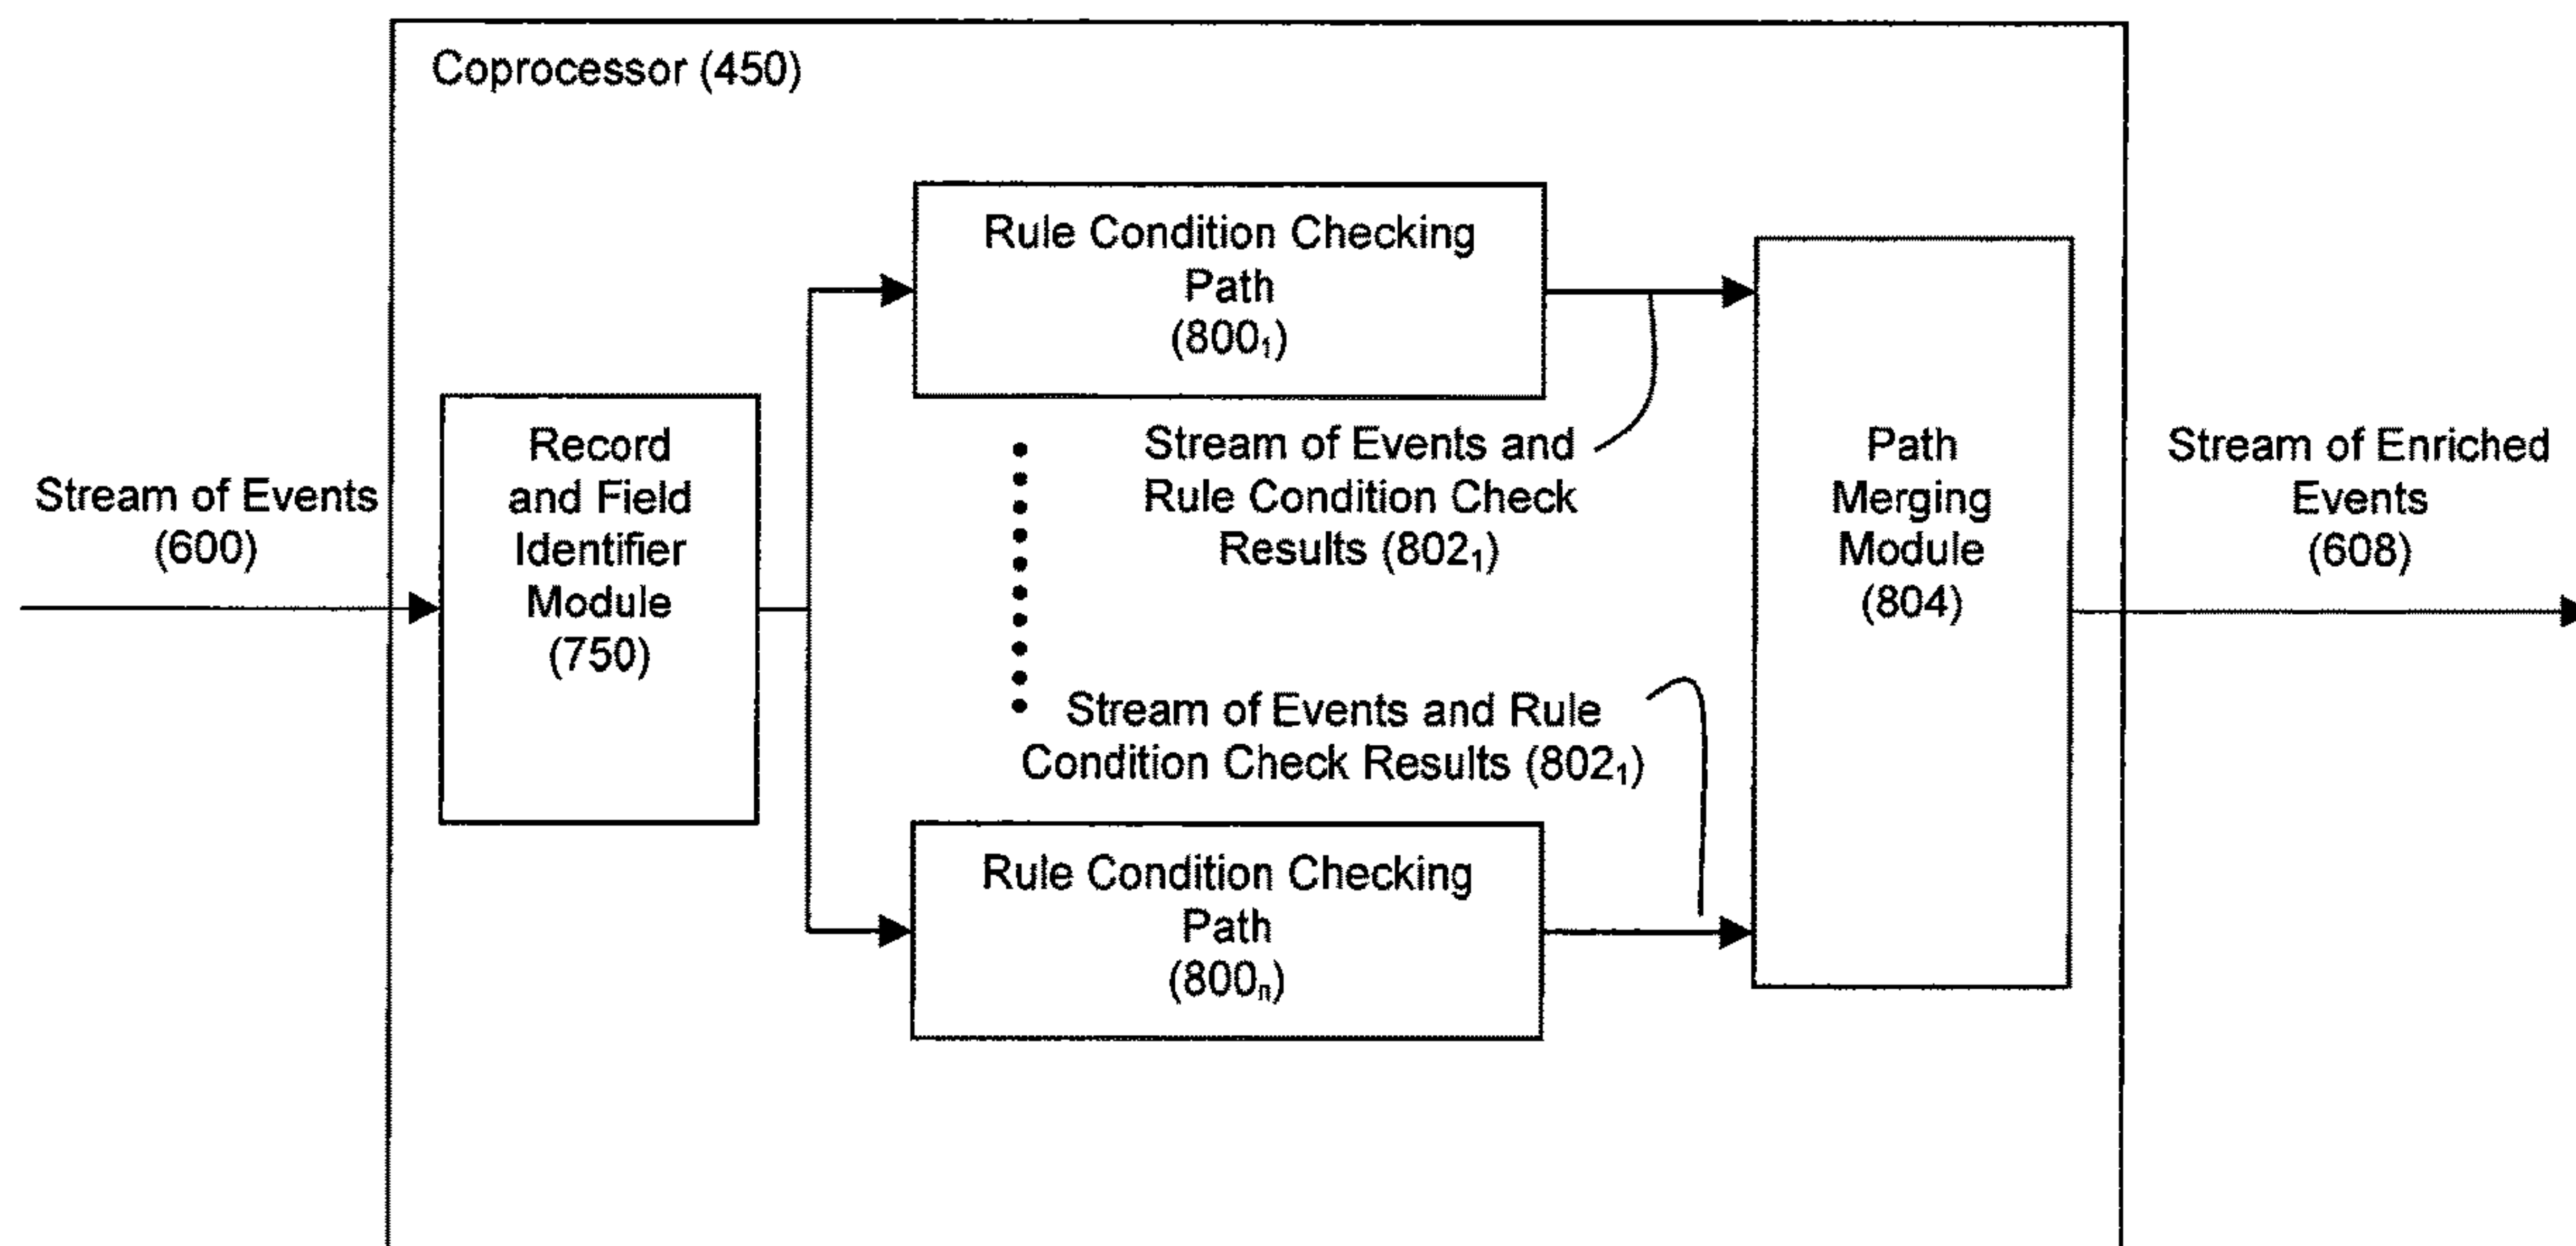 Coprocessor (450)
Rule Condition Checking
Path
(800₁)
Record
and Field
Identifier
Module
(750)
Stream of Events
(600)
Stream of Events and
Rule Condition Check
Results (802₁)
Path
Merging
Module
(804)
Stream of Enriched
Events
(608)
Stream of Events and Rule
Condition Check Results (802₁)
Rule Condition Checking
Path
(800ₙ)